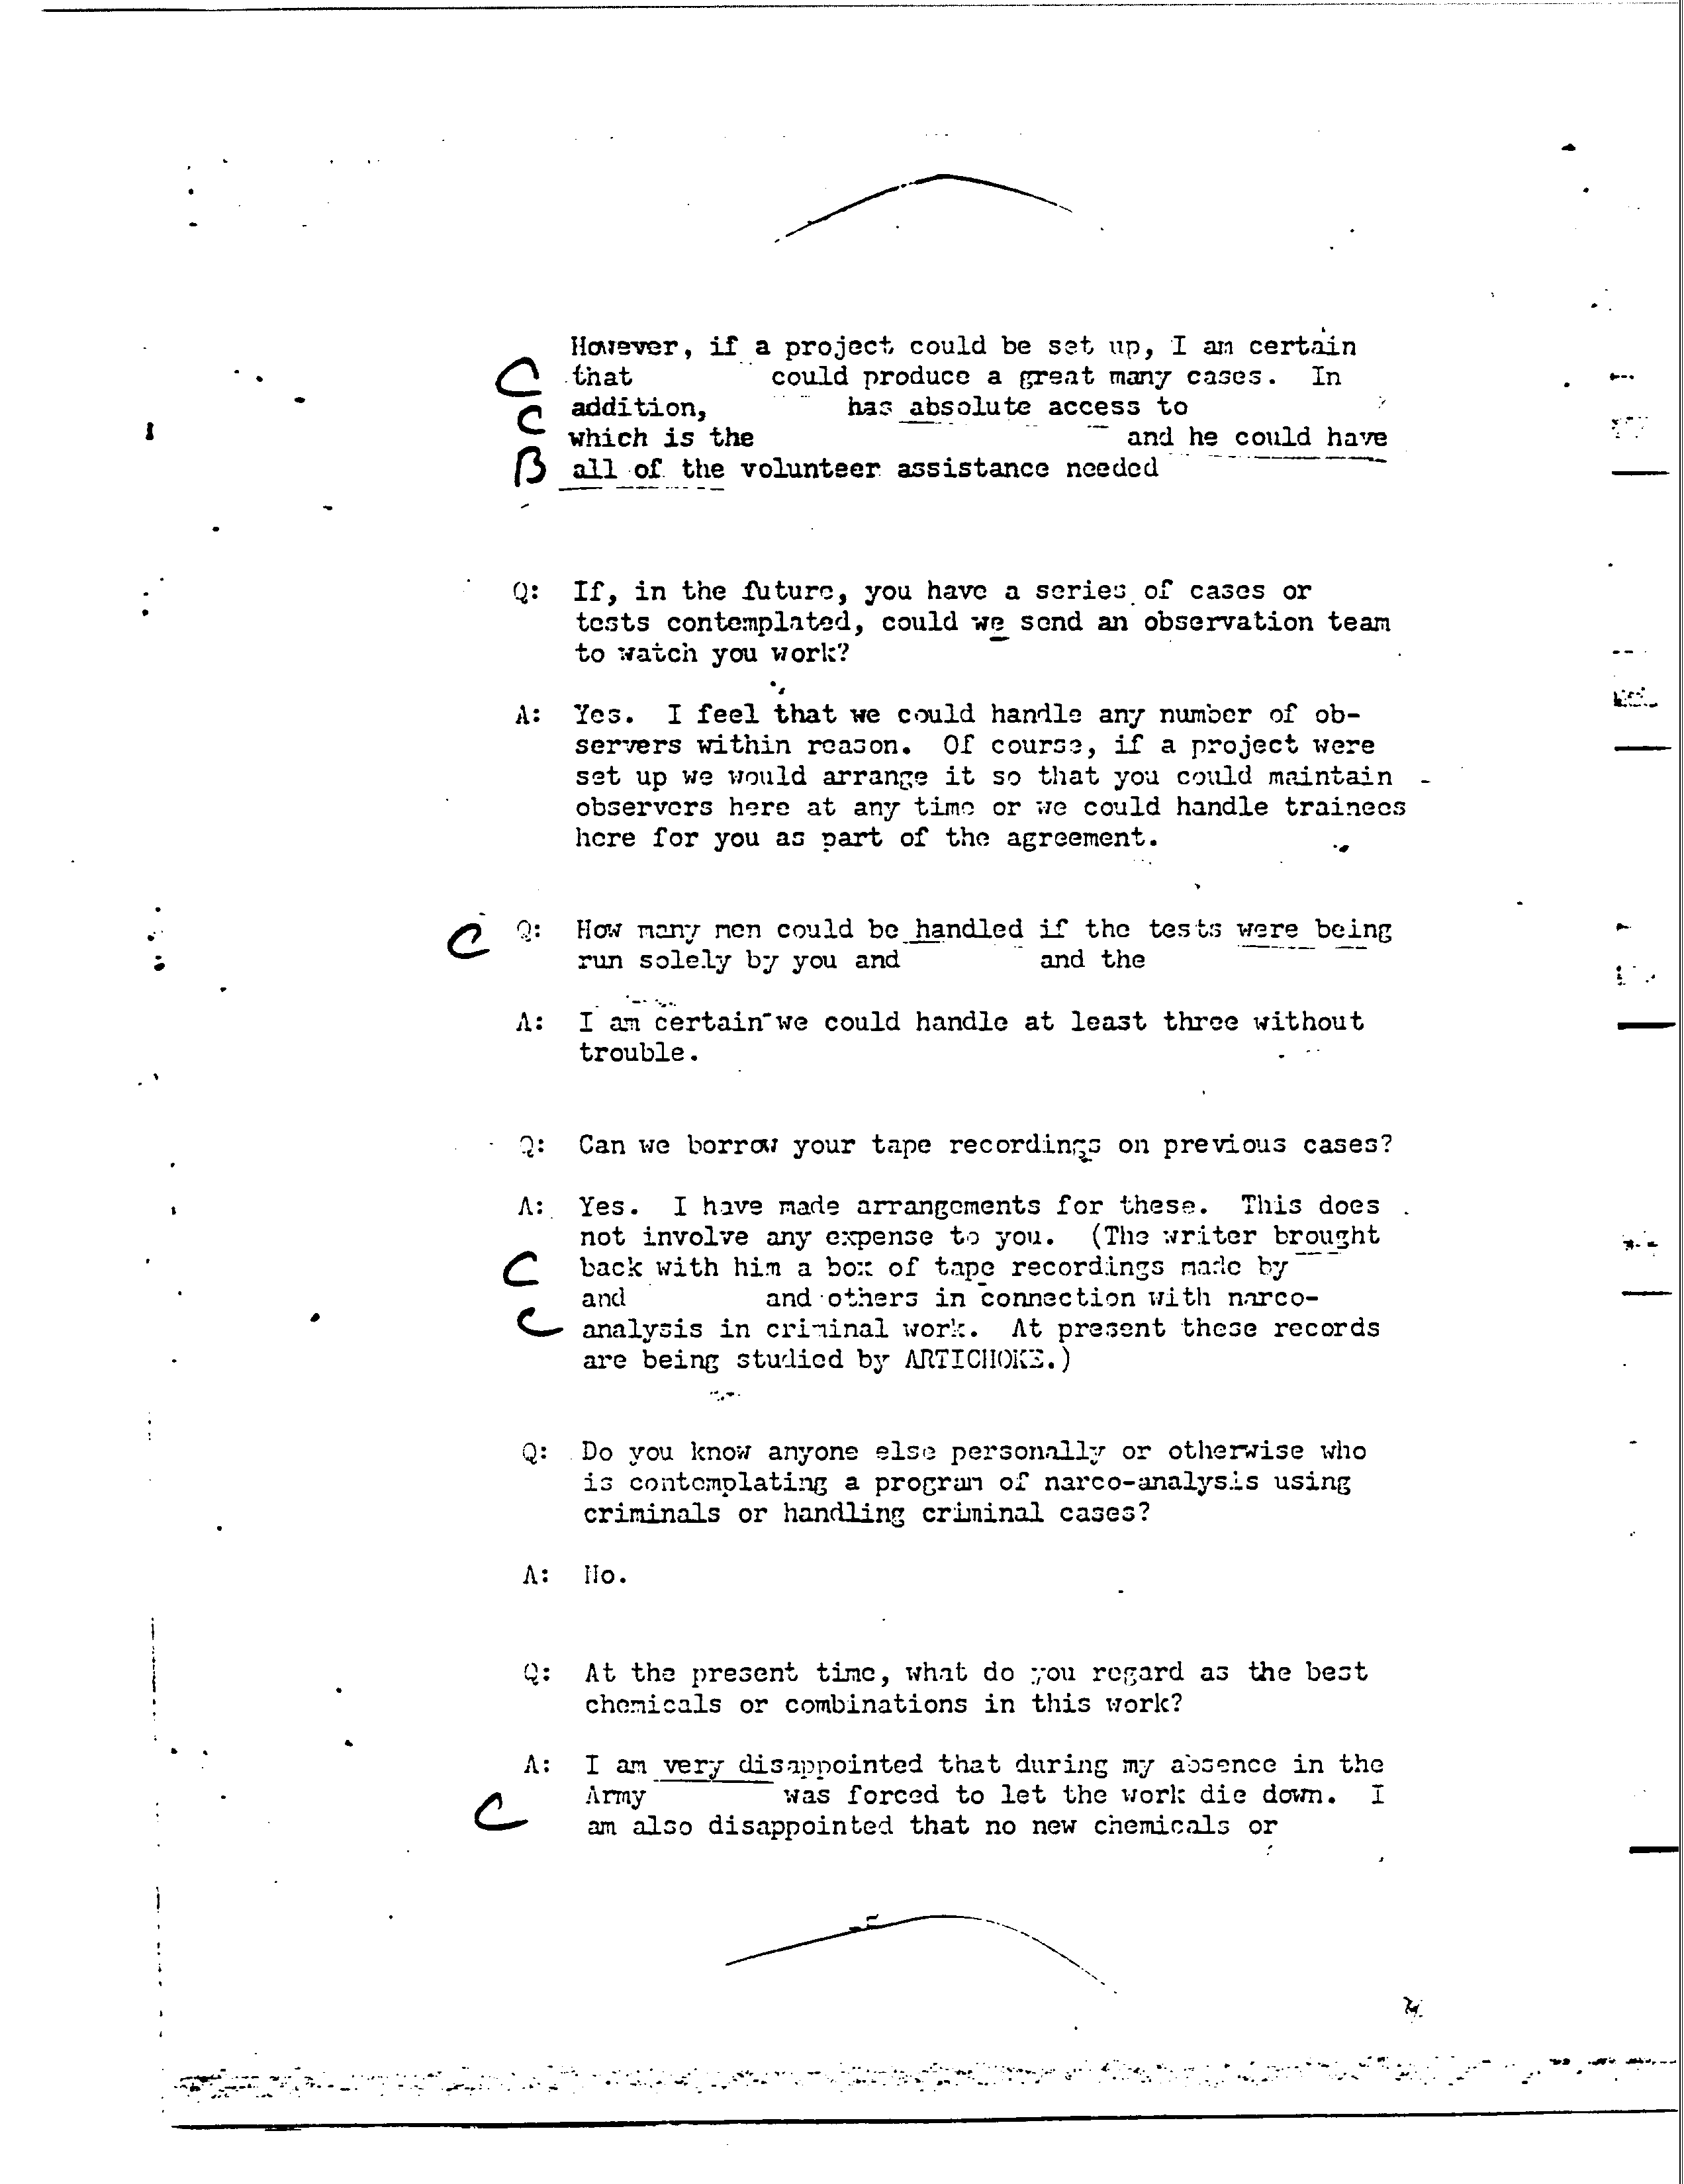 However, if a project could be set up, I am certain
C that could produce a great many cases. In
C addition, has absolute access to
which is the and he could have
B all of the volunteer assistance needed
Q: If, in the future, you have a series of cases or
tests contemplated, could we send an observation team
to watch you work?
A: Yes. I feel that we could handle any number of ob-
servers within reason. Of course, if a project were
set up we would arrange it so that you could maintain
observers here at any time or we could handle trainees
here for you as part of the agreement.
C Q: How many men could be handled if the tests were being
run solely by you and and the
A: I am certain we could handle at least three without
trouble.
Q: Can we borrow your tape recordings on previous cases?
A: Yes. I have made arrangements for these. This does
not involve any expense to you. (The writer brought
C back with him a box of tape recordings made by
and and others in connection with narco-
C analysis in criminal work. At present these records
are being studied by ARTICHOKE.)
Q: Do you know anyone else personally or otherwise who
is contemplating a program of narco-analysis using
criminals or handling criminal cases?
A: No.
Q: At the present time, what do you regard as the best
chemicals or combinations in this work?
A: I am very disappointed that during my absence in the
C Army was forced to let the work die down. I
am also disappointed that no new chemicals or